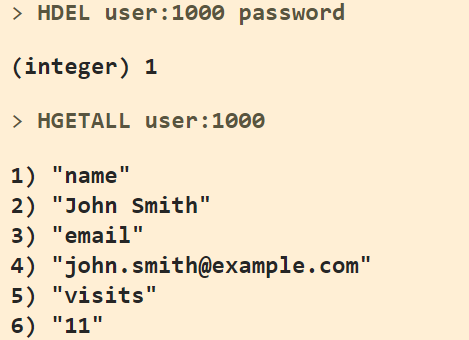 > HDEL user:1000 password
(integer) 1
> HGETALL user:1000
1) "name"
2) "John Smith"
3) "email"
4) "john.smith@example.com"
5) "visits"
6) "11"